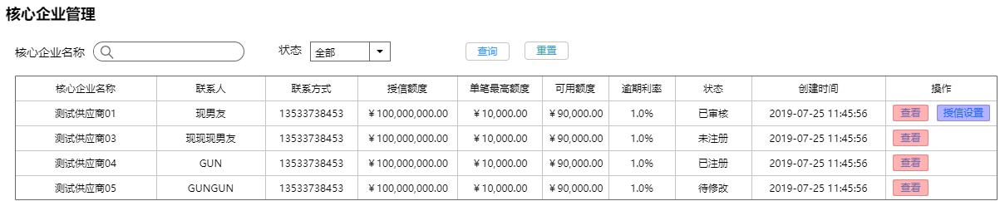 核心企业管理
核心企业名称 状态 全部 查询 重置
核心企业名称 联系人 联系方式 授信额度 单笔最高额度 可用额度 逾期利率 状态 创建时间 操作
测试供应商01 现男友 13533738453 ￥100,000,000.00 ￥10,000.00 ￥90,000.00 1.0% 已审核 2019-07-25 11:45:56 查看 授信设置
测试供应商03 现现现男友 13533738453 ￥100,000,000.00 ￥10,000.00 ￥90,000.00 1.0% 未注册 2019-07-25 11:45:56 查看
测试供应商04 GUN 13533738453 ￥100,000,000.00 ￥10,000.00 ￥90,000.00 1.0% 已注册 2019-07-25 11:45:56 查看
测试供应商05 GUNGUN 13533738453 ￥100,000,000.00 ￥10,000.00 ￥90,000.00 1.0% 待修改 2019-07-25 11:45:56 查看